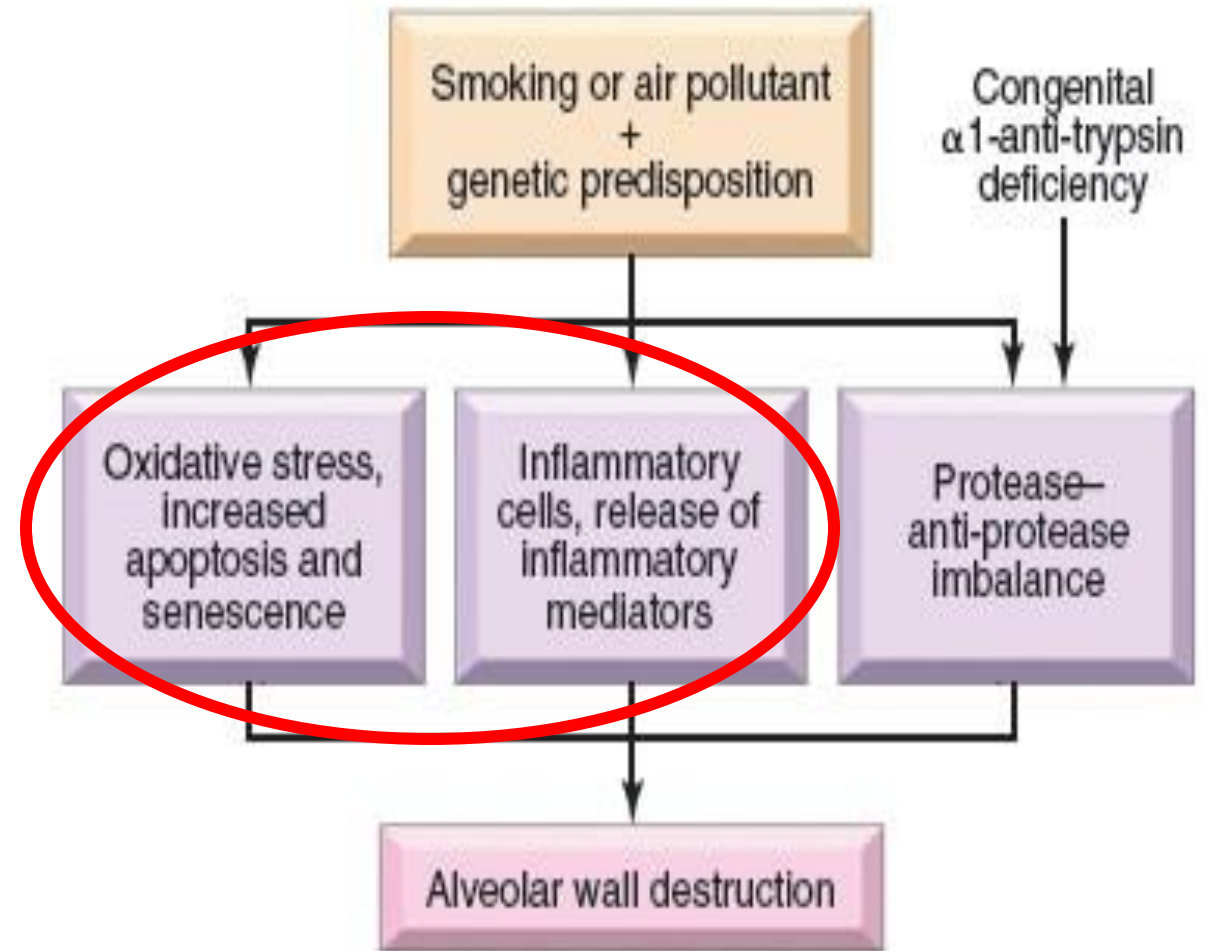 Smoking or air pollutant
+
genetic predisposition
Congenital
α1-anti-trypsin
deficiency
Oxidative stress,
increased
apoptosis and
senescence
Inflammatory
cells, release of
inflammatory
mediators
Protease–
anti-protease
imbalance
Alveolar wall destruction